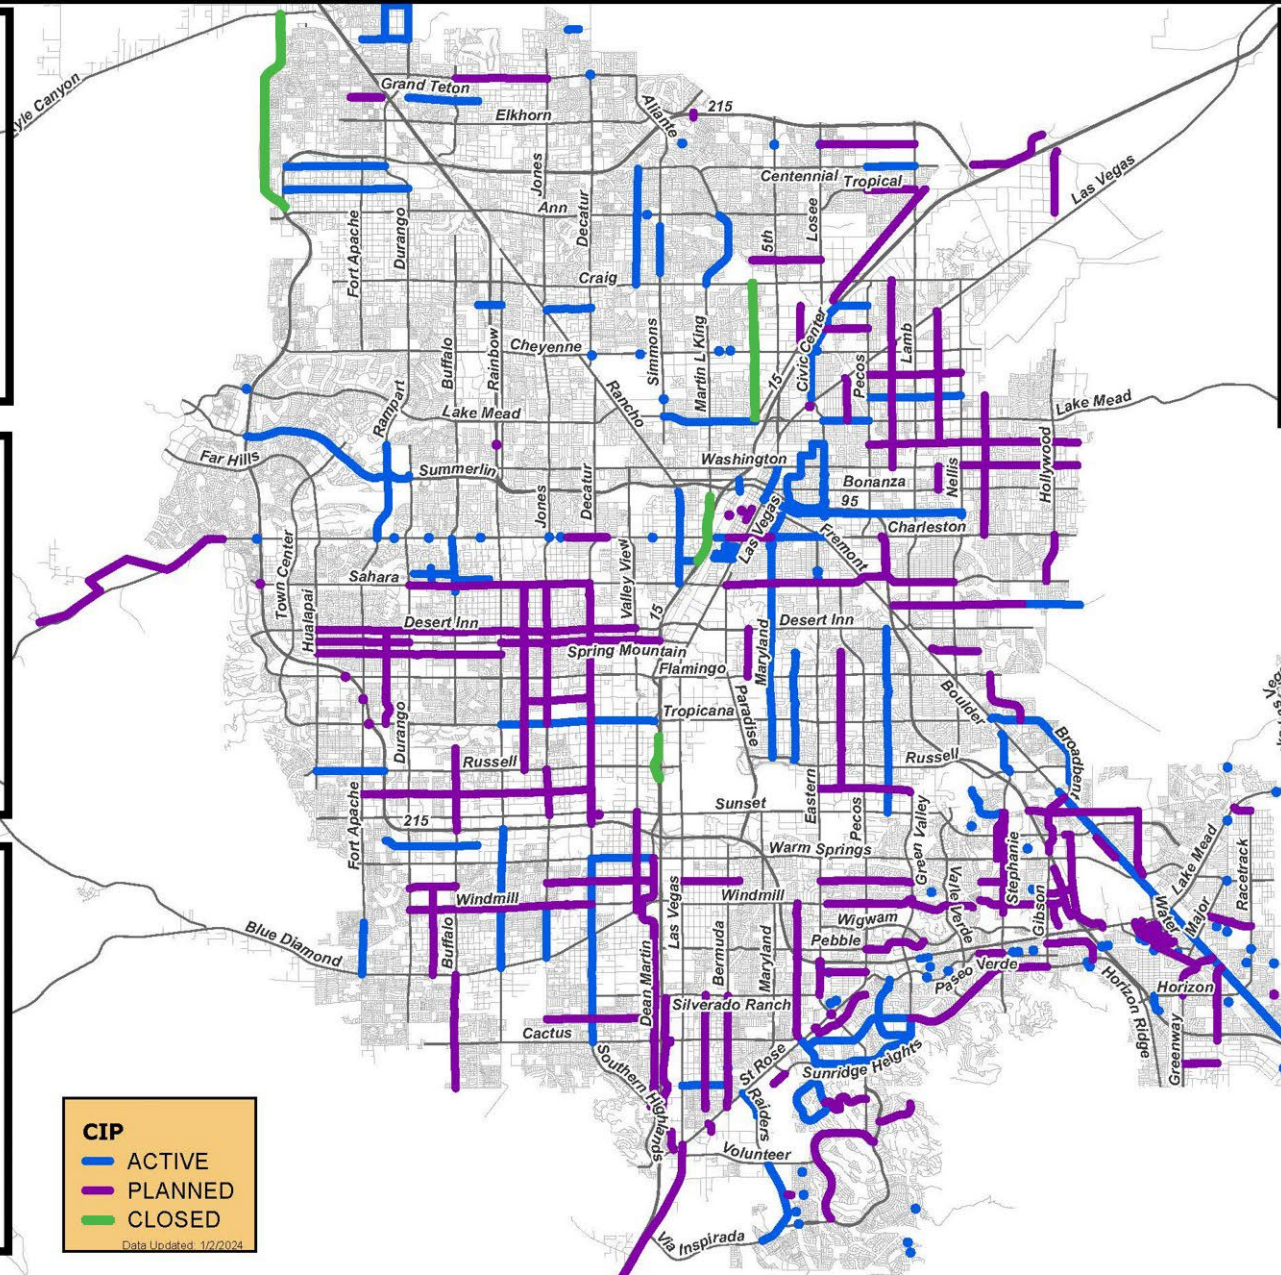 Grand Teton
Elkhorn
Aliante
215
Las Vegas
Centennial
Tropical
Jones
Ann
Decatur
Fort Apache
Durango
5th
Losee
Craig
Simmons
Martin L King
Civic Center
15
Lamb
Pecos
Cheyenne
Buffalo
Rainbow
Rancho
Rampart
Lake Mead
Lake Mead
Far Hills
Summerlin
Washington
Bonanza
95
Nellis
Hollywood
Jones
Decatur
Las Vegas
Charleston
Fremont
Town Center
Valley View
Sahara
Hualapai
15
Desert Inn
Desert Inn
Spring Mountain
Flamingo
Maryland
Paradise
Boulder
Tropicana
Durango
Broadbent
Russell
Russell
Fort Apache
215
Sunset
Eastern
Pecos
Green Valley
Warm Springs
Valle Verde
Stephanie
Gibson
Lake Mead
Racetrack
Windmill
Windmill
Las Vegas
Wigwam
Water
Major
Blue Diamond
Buffalo
Bermuda
Maryland
Pebble
Paseo Verde
Dean Martin
Horizon Ridge
Horizon
Silverado Ranch
Cactus
Southern Highlands
St Rose
Sunridge Heights
Greenway
Raiders
Volunteer
Via Inspirada
CIP
ACTIVE
PLANNED
CLOSED
Data Updated: 1/2/2024